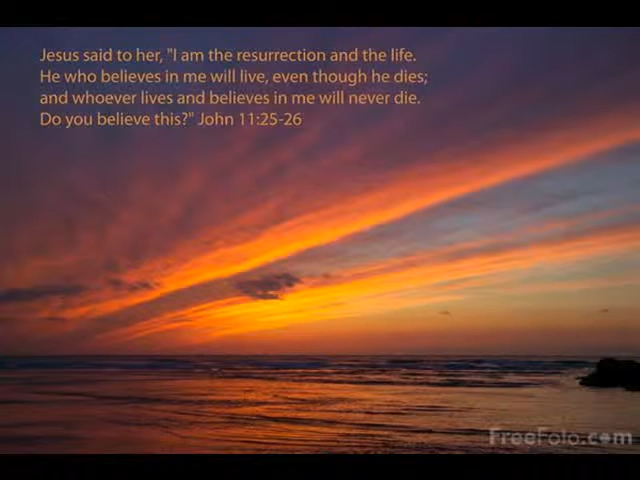 Jesus said to her, "I am the resurrection and the life.
He who believes in me will live, even though he dies;
and whoever lives and believes in me will never die.
Do you believe this?" John 11:25-26
FreeFoto.com